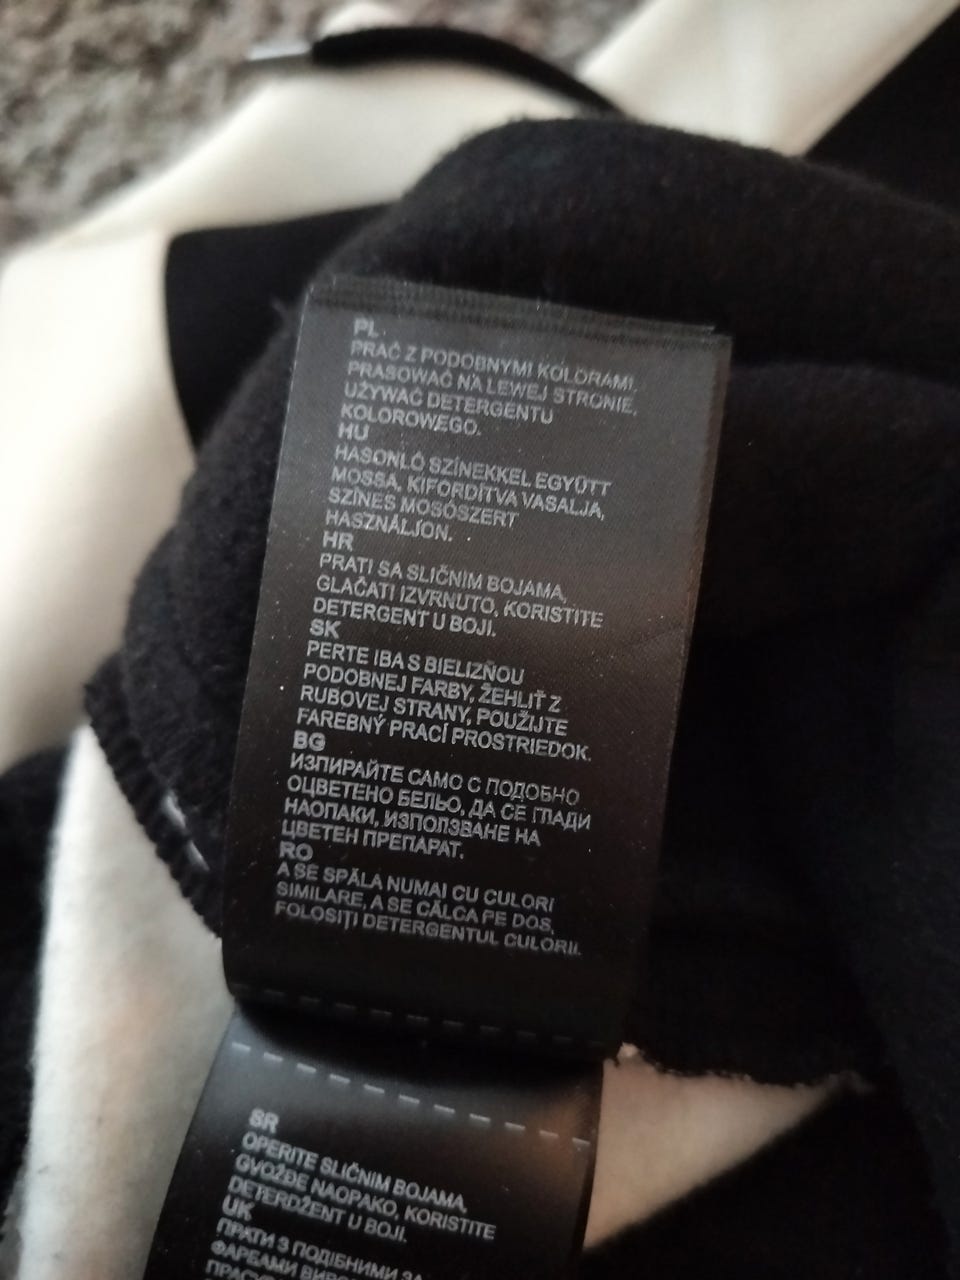 PL
PRAĆ Z PODOBNYMI KOLORAMI,
PRASOWAĆ NA LEWEJ STRONIE,
UŻYWAĆ DETERGENTU
KOLOROWEGO.
HU
HASONLÓ SZÍNEKKEL EGYÜTT
MOSSA, KIFORDÍTVA VASALJA,
SZÍNES MOSÓSZERT
HASZNÁLJON.
HR
PRATI SA SLIČNIM BOJAMA,
GLAČATI IZVRNUTO, KORISTITE
DETERGENT U BOJI.
SK
PERTE IBA S BIELIZŇOU
PODOBNEJ FARBY, ŽEHLIŤ Z
RUBOVEJ STRANY, POUŽIJTE
FAREBNÝ PRACÍ PROSTRIEDOK.
BG
ИЗПИРАЙТЕ САМО С ПОДОБНО
ОЦВЕТЕНО БЕЛЬО, ДА СЕ ГЛАДИ
НАОПАКИ, ИЗПОЛЗВАНЕ НА
ЦВЕТЕН ПРЕПАРАТ.
RO
A SE SPĂLA NUMAI CU CULORI
SIMILARE, A SE CĂLCA PE DOS,
FOLOSIȚI DETERGENTUL CULORII.
SR
OPERITE SLIČNIM BOJAMA,
GVOŽĐE NAOPAKO, KORISTITE
DETERDŽENT U BOJI.
UK
ПРАТИ З ПОДІБНИМИ ЗА
ФАРБАМИ